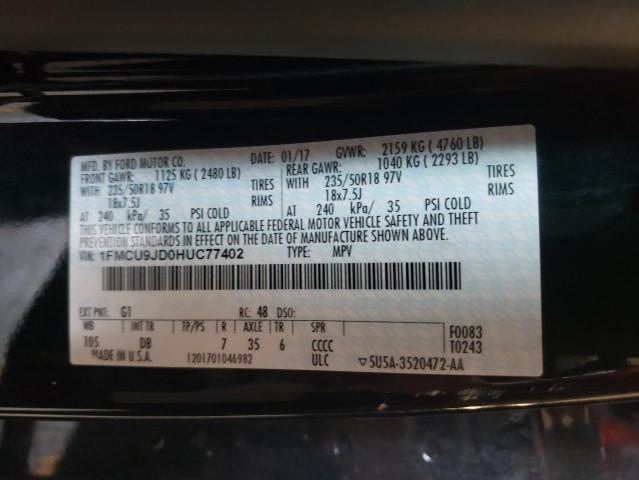 MFD. BY FORD MOTOR CO. DATE: 01/17 GVWR: 2159 KG ( 4760 LB)
FRONT GAWR: 1125 KG ( 2480 LB) REAR GAWR: 1040 KG ( 2293 LB)
WITH 235/50R18 97V TIRES WITH 235/50R18 97V TIRES
18x7.5J RIMS 18x7.5J RIMS
AT 240 kPa/ 35 PSI COLD AT 240 kPa/ 35 PSI COLD
THIS VEHICLE CONFORMS TO ALL APPLICABLE FEDERAL MOTOR VEHICLE SAFETY AND THEFT
PREVENTION STANDARDS IN EFFECT ON THE DATE OF MANUFACTURE SHOWN ABOVE.
VIN: 1FMCU9JD0HUC77402 TYPE: MPV
EXT PNT: G1 RC: 48 DSO:
WB INT TR TP/PS R AXLE TR SPR F0083
105 D8 7 35 6 CCCC T0243
MADE IN U.S.A. 1201701046982 ULC ▽5U5A-3520472-AA